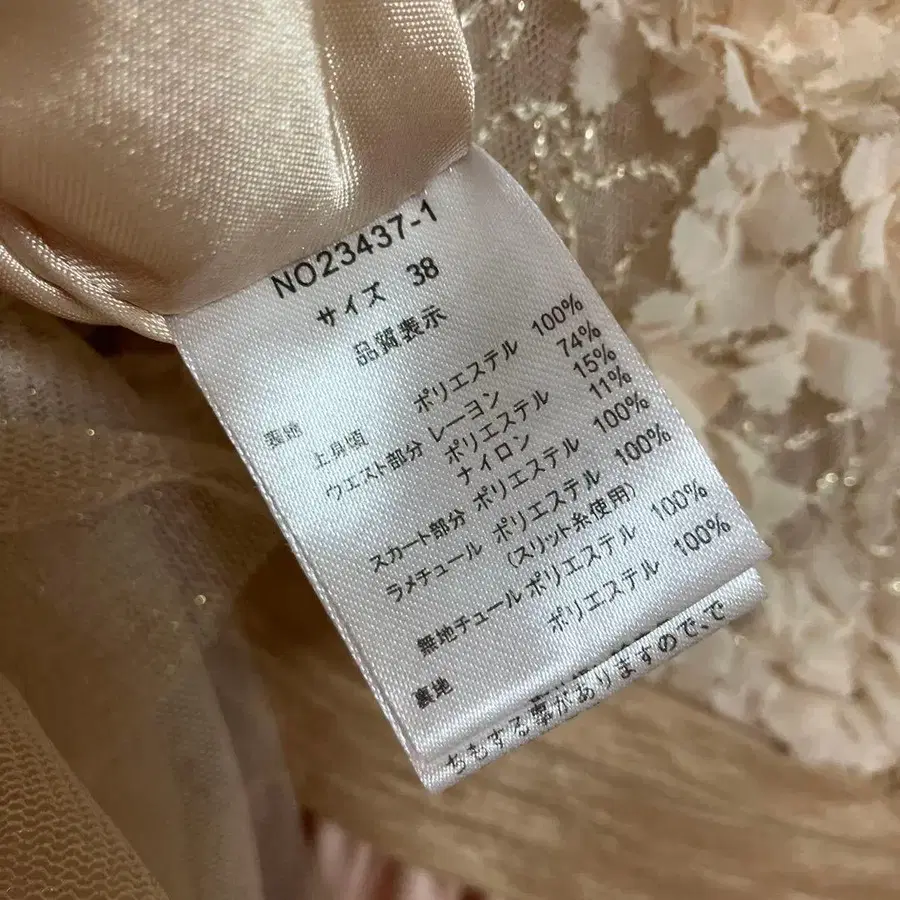 NO23437-1
サイズ 38
品質表示
表地
上身頃 ポリエステル 100%
ウエスト部分 レーヨン 74%
ポリエステル 15%
ナイロン 11%
スカート部分 ポリエステル 100%
ラメチュール ポリエステル 100%
(スリット糸使用)
無地チュール ポリエステル 100%
裏地 ポリエステル 100%
ちもする事がありますので、で